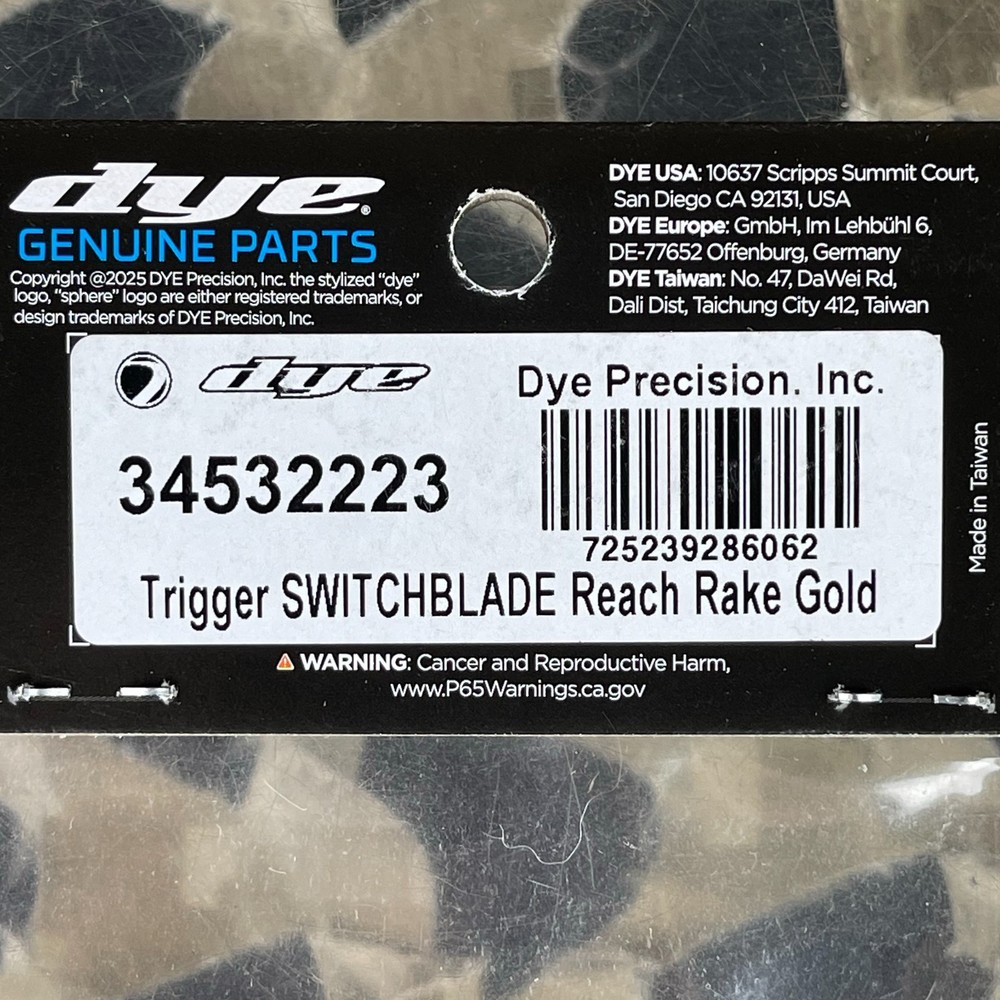 dye®
GENUINE PARTS
Copyright @2025 DYE Precision, Inc. the stylized “dye”
logo, “sphere” logo are either registered trademarks, or
design trademarks of DYE Precision, Inc.
DYE USA: 10637 Scripps Summit Court,
San Diego CA 92131, USA
DYE Europe: GmbH, Im Lehbühl 6,
DE-77652 Offenburg, Germany
DYE Taiwan: No. 47, DaWei Rd,
Dali Dist, Taichung City 412, Taiwan
dye
Dye Precision. Inc.
34532223
725239286062
Trigger SWITCHBLADE Reach Rake Gold
Made in Taiwan
⚠ WARNING: Cancer and Reproductive Harm,
www.P65Warnings.ca.gov